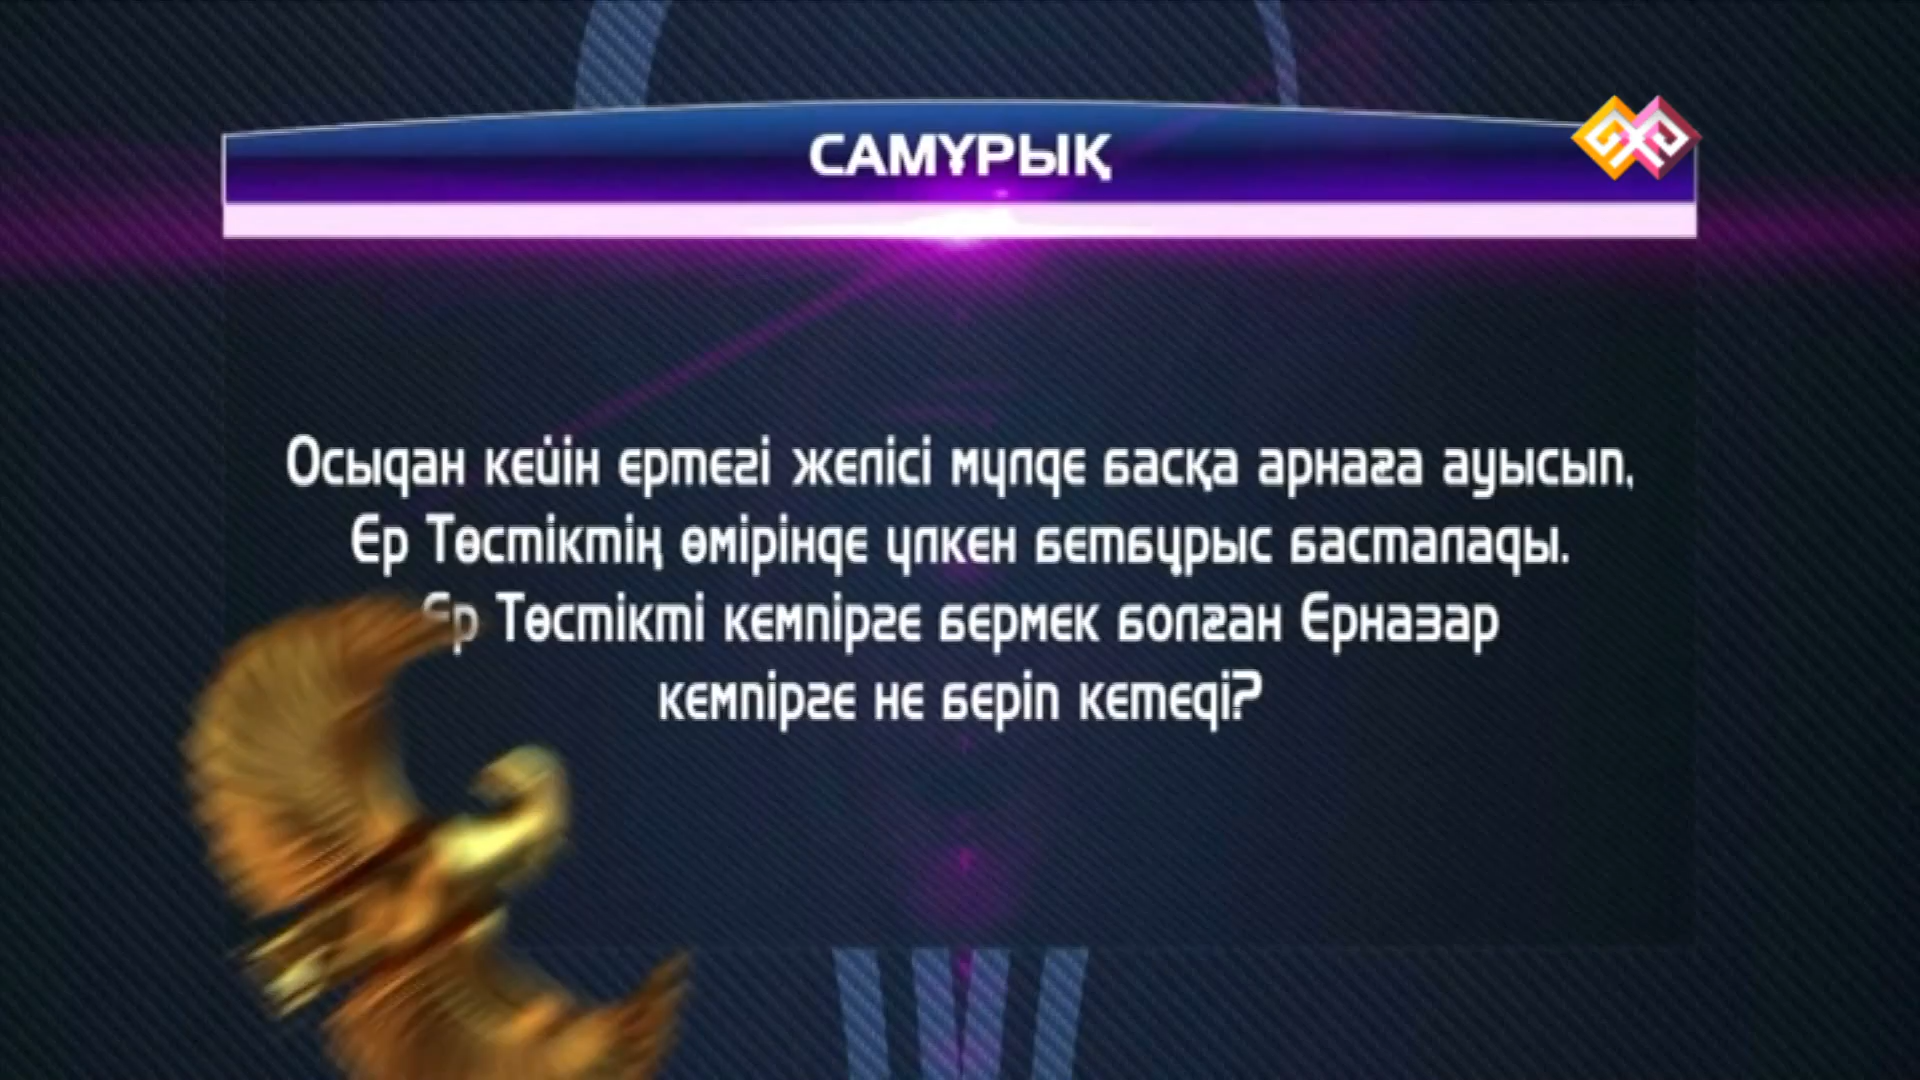 САМҰРЫҚ
Осыдан кейін ертегі желісі мүлде басқа арнаға ауысып,
Ер Төстіктің өмірінде үлкен бетбұрыс басталады.
Ер Төстікті кемпірге бермек болған Ерназар
кемпірге не беріп кетеді?